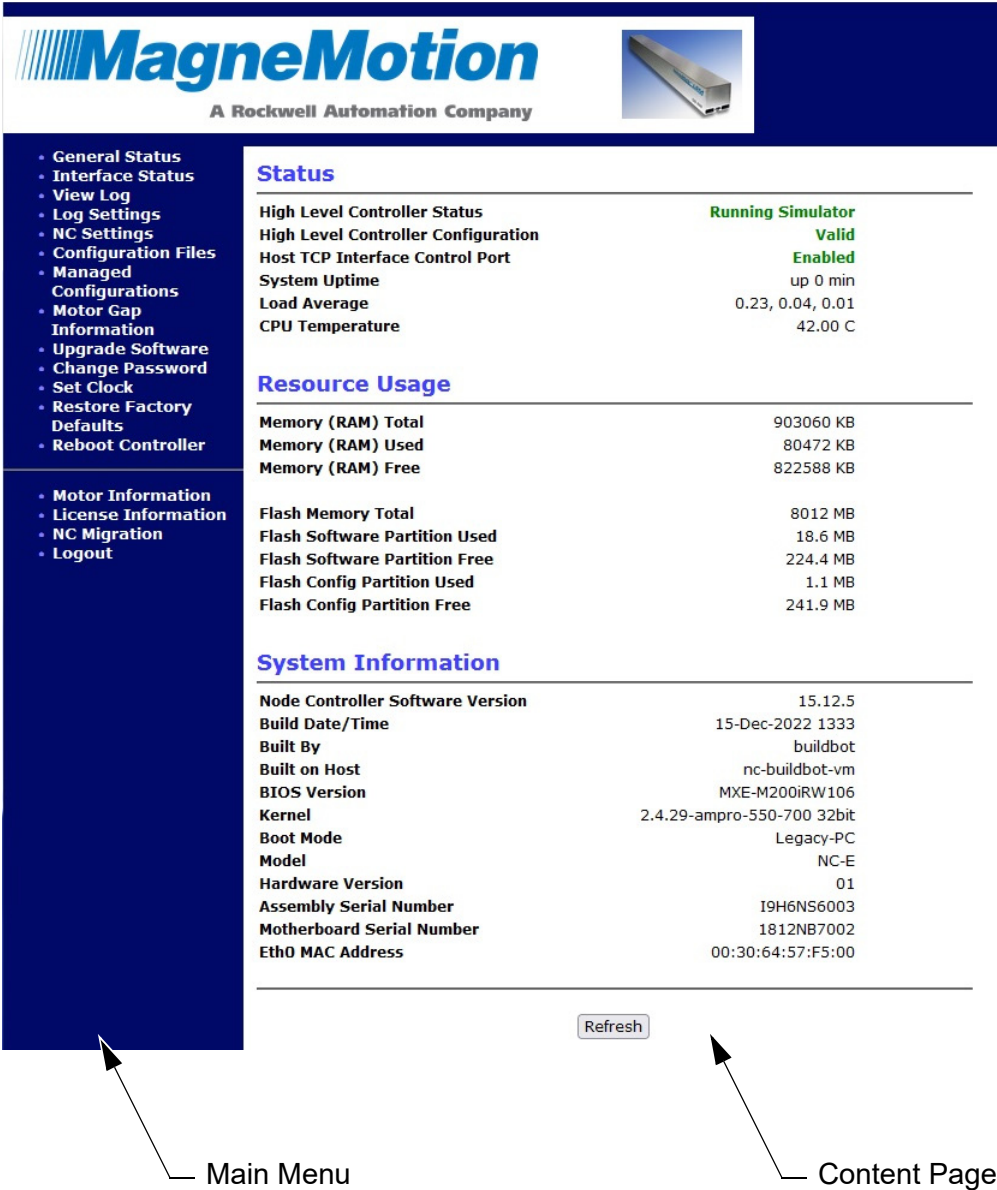 MagneMotion
A Rockwell Automation Company
• General Status
• Interface Status
• View Log
• Log Settings
• NC Settings
• Configuration Files
• Managed
Configurations
• Motor Gap
Information
• Upgrade Software
• Change Password
• Set Clock
• Restore Factory
Defaults
• Reboot Controller
• Motor Information
• License Information
• NC Migration
• Logout
Status
High Level Controller Status Running Simulator
High Level Controller Configuration Valid
Host TCP Interface Control Port Enabled
System Uptime up 0 min
Load Average 0.23, 0.04, 0.01
CPU Temperature 42.00 C
Resource Usage
Memory (RAM) Total 903060 KB
Memory (RAM) Used 80472 KB
Memory (RAM) Free 822588 KB
Flash Memory Total 8012 MB
Flash Software Partition Used 18.6 MB
Flash Software Partition Free 224.4 MB
Flash Config Partition Used 1.1 MB
Flash Config Partition Free 241.9 MB
System Information
Node Controller Software Version 15.12.5
Build Date/Time 15-Dec-2022 1333
Built By buildbot
Built on Host nc-buildbot-vm
BIOS Version MXE-M200iRW106
Kernel 2.4.29-ampro-550-700 32bit
Boot Mode Legacy-PC
Model NC-E
Hardware Version 01
Assembly Serial Number I9H6NS6003
Motherboard Serial Number 1812NB7002
Eth0 MAC Address 00:30:64:57:F5:00
Refresh
Main Menu
Content Page